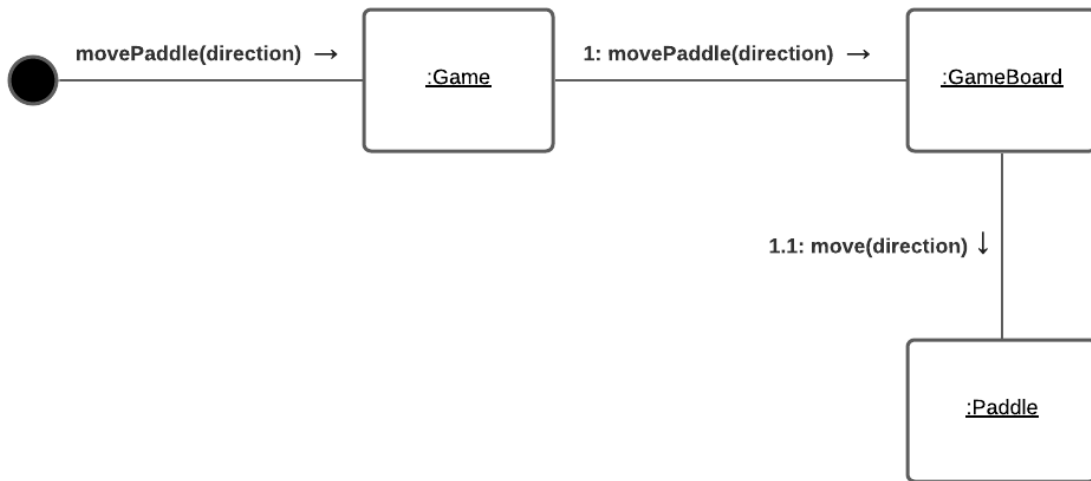 movePaddle(direction) →
:Game
1: movePaddle(direction) →
:GameBoard
1.1: move(direction) ↓
:Paddle